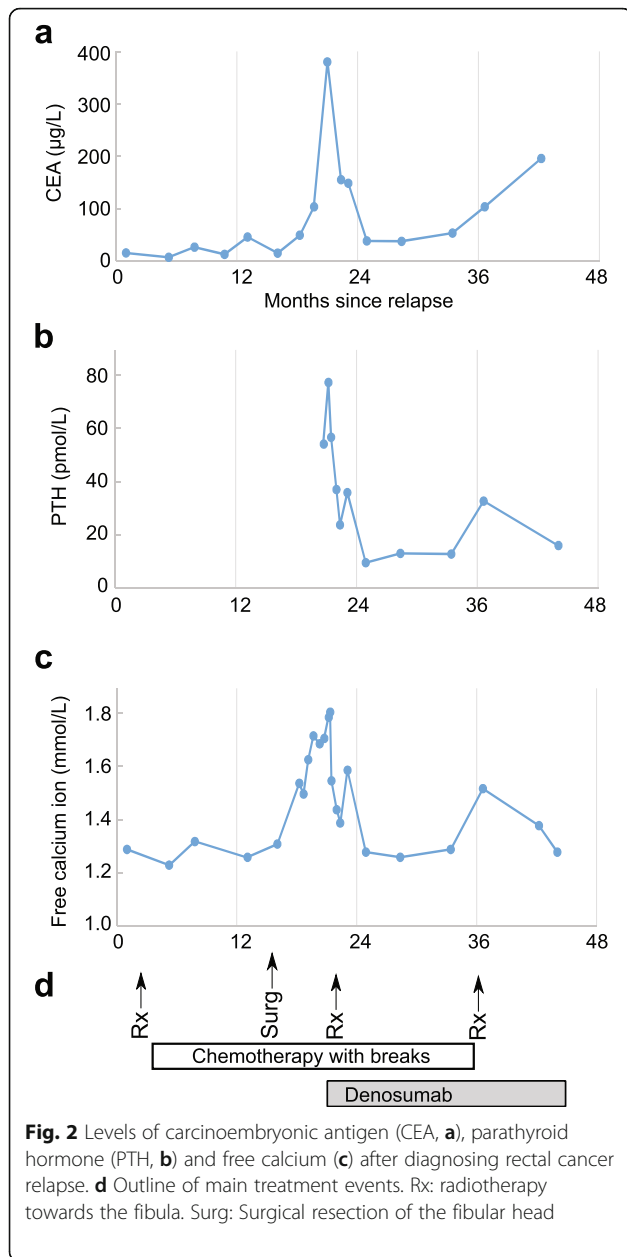 a
400
300
200
100
0
CEA (µg/L)
0 12 24 36 48
Months since relapse
b
80
60
40
20
0
PTH (pmol/L)
0 12 24 36 48
c
1.8
1.6
1.4
1.2
1.0
Free calcium ion (mmol/L)
0 12 24 36 48
d
Rx
Surg
Rx
Rx
Chemotherapy with breaks
Denosumab
Fig. 2 Levels of carcinoembryonic antigen (CEA, a), parathyroid
hormone (PTH, b) and free calcium (c) after diagnosing rectal cancer
relapse. d Outline of main treatment events. Rx: radiotherapy
towards the fibula. Surg: Surgical resection of the fibular head